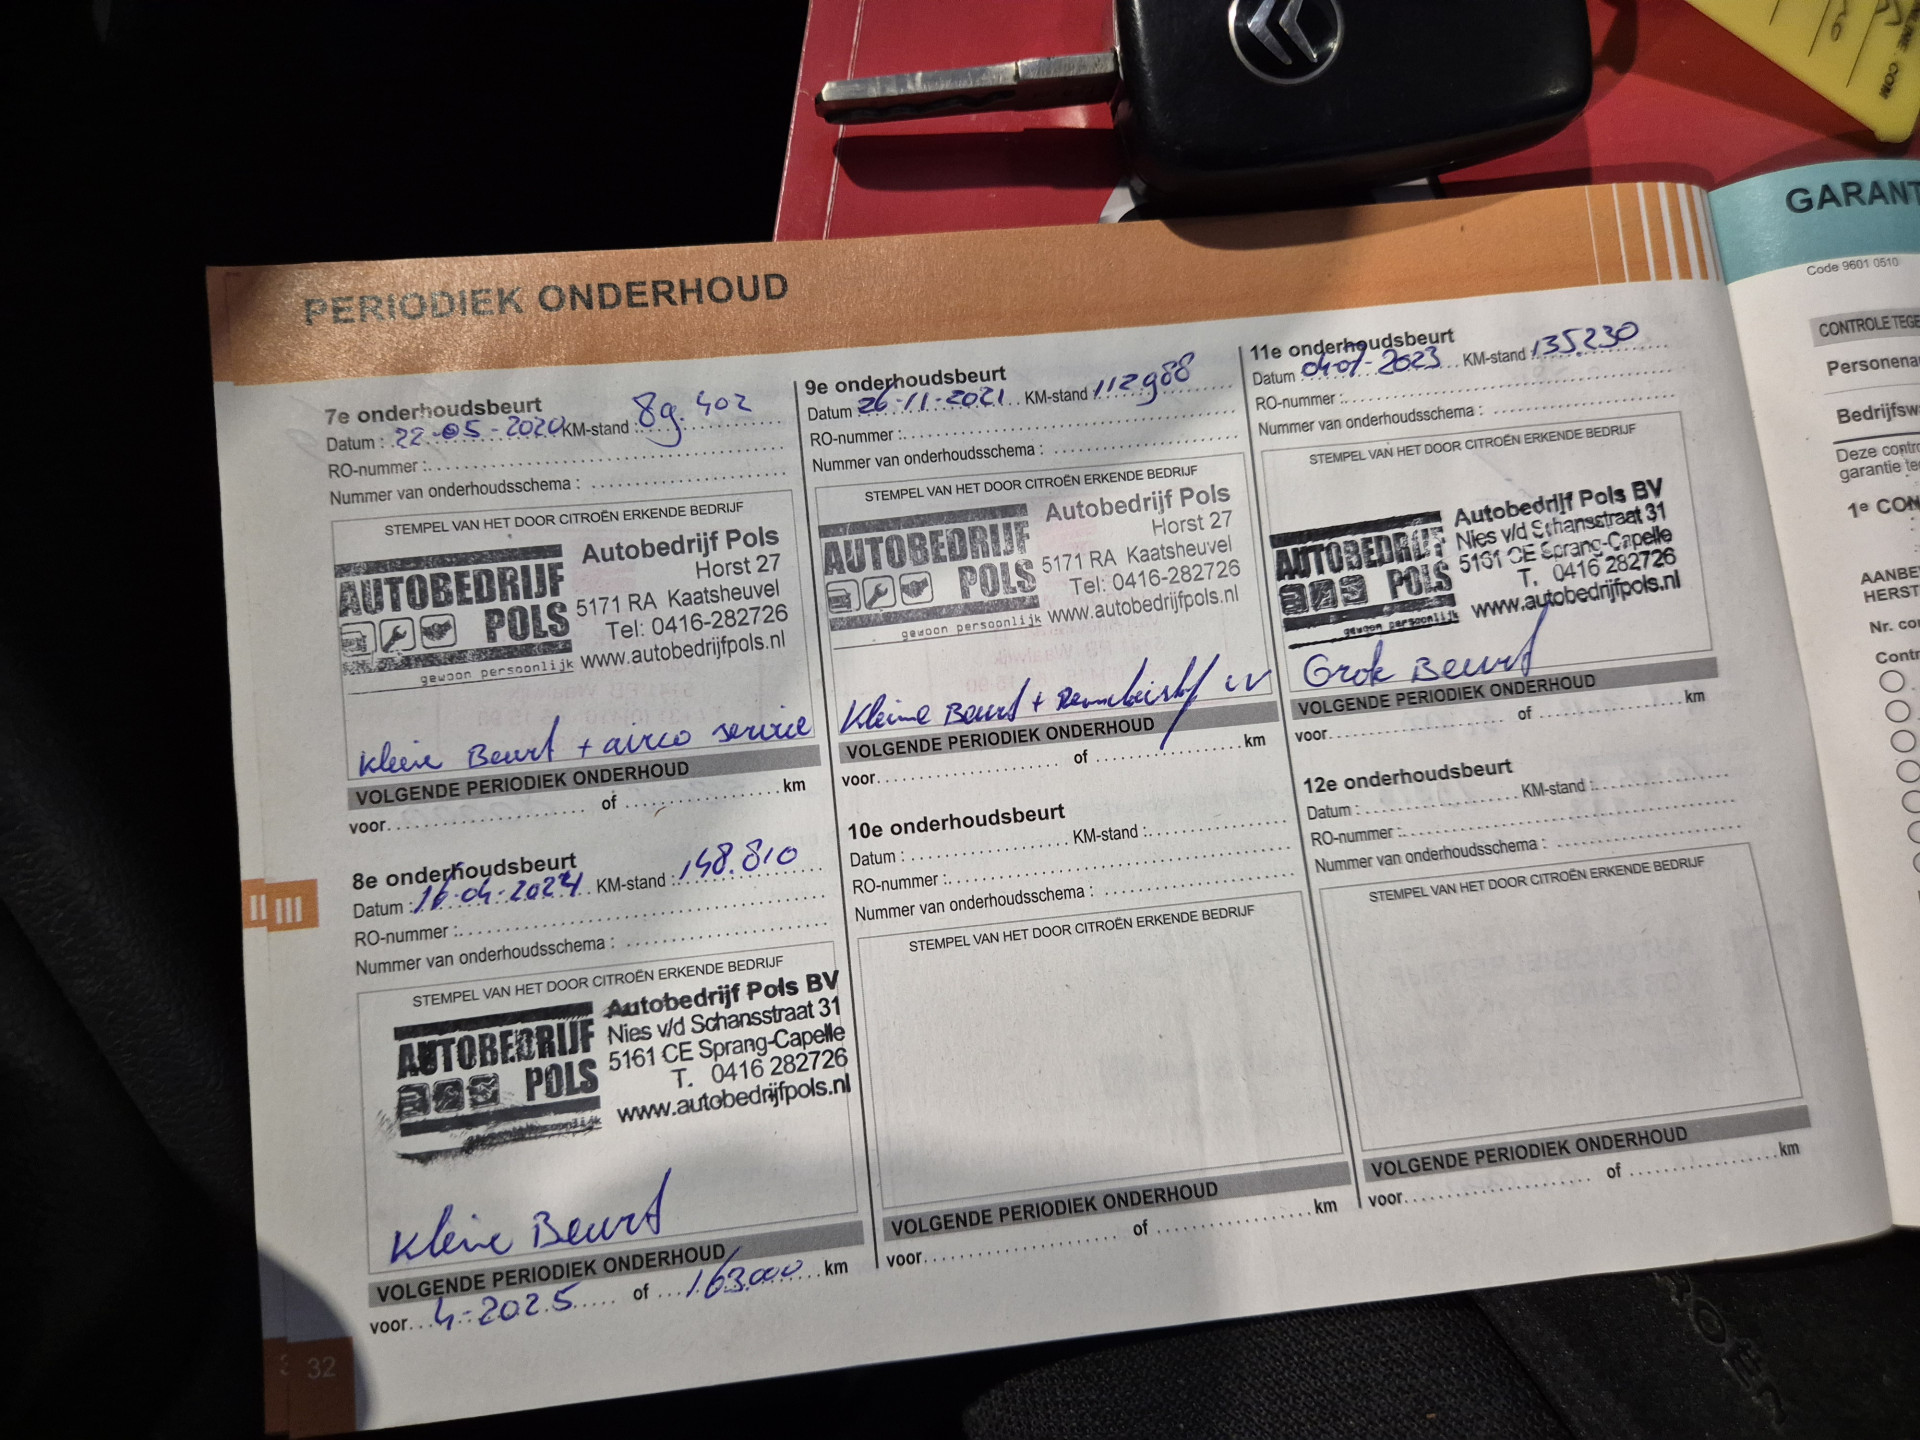 PERIODIEK ONDERHOUD
7e onderhoudsbeurt
Datum : 22-05-2020 KM-stand 89.402
RO-nummer :
Nummer van onderhoudsschema :
STEMPEL VAN HET DOOR CITROËN ERKENDE BEDRIJF
AUTOBEDRIJF POLS
gewoon persoonlijk
Autobedrijf Pols
Horst 27
5171 RA Kaatsheuvel
Tel: 0416-282726
www.autobedrijfpols.nl
Kleine Beurt + airco service
VOLGENDE PERIODIEK ONDERHOUD
voor of km
8e onderhoudsbeurt
Datum : 16-04-2024 KM-stand : 148.810
RO-nummer :
Nummer van onderhoudsschema :
STEMPEL VAN HET DOOR CITROËN ERKENDE BEDRIJF
AUTOBEDRIJF POLS
Autobedrijf Pols BV
Nies v/d Schansstraat 31
5161 CE Sprang-Capelle
T. 0416 282726
www.autobedrijfpols.nl
Kleine Beurt
VOLGENDE PERIODIEK ONDERHOUD
voor 4-2025 of 163.000 km
32
9e onderhoudsbeurt
Datum 26-11-2021 KM-stand 112.988
RO-nummer :
Nummer van onderhoudsschema :
STEMPEL VAN HET DOOR CITROËN ERKENDE BEDRIJF
AUTOBEDRIJF POLS
gewoon persoonlijk
Autobedrijf Pols
Horst 27
5171 RA Kaatsheuvel
Tel: 0416-282726
www.autobedrijfpols.nl
Kleine Beurt +
VOLGENDE PERIODIEK ONDERHOUD
voor of km
10e onderhoudsbeurt
Datum : KM-stand :
RO-nummer :
Nummer van onderhoudsschema :
STEMPEL VAN HET DOOR CITROËN ERKENDE BEDRIJF
VOLGENDE PERIODIEK ONDERHOUD
voor of km
11e onderhoudsbeurt
Datum KM-stand 135.230
RO-nummer :
Nummer van onderhoudsschema :
STEMPEL VAN HET DOOR CITROËN ERKENDE BEDRIJF
AUTOBEDRIJF POLS
gewoon persoonlijk
Autobedrijf Pols BV
Nies v/d Schansstraat 31
5161 CE Sprang-Capelle
T. 0416 282726
www.autobedrijfpols.nl
Grote Beurt
VOLGENDE PERIODIEK ONDERHOUD
voor of km
12e onderhoudsbeurt
Datum : KM-stand :
RO-nummer :
Nummer van onderhoudsschema :
STEMPEL VAN HET DOOR CITROËN ERKENDE BEDRIJF
VOLGENDE PERIODIEK ONDERHOUD
voor of km
GARANT
Code 9601 0510
CONTROLE TEGE
Personena
Bedrijfswa
Deze contro
garantie te
1e CON
AANBE
HERST
Nr. co
Contr